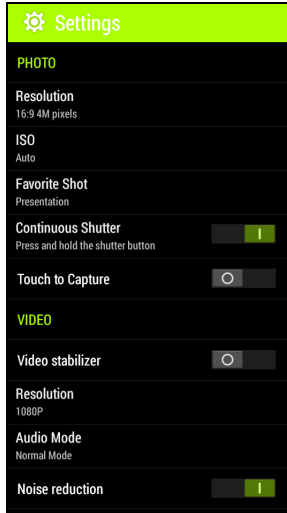 Settings
PHOTO
Resolution
16:9 4M pixels
ISO
Auto
Favorite Shot
Presentation
Continuous Shutter
Press and hold the shutter button
Touch to Capture
VIDEO
Video stabilizer
Resolution
1080P
Audio Mode
Normal Mode
Noise reduction